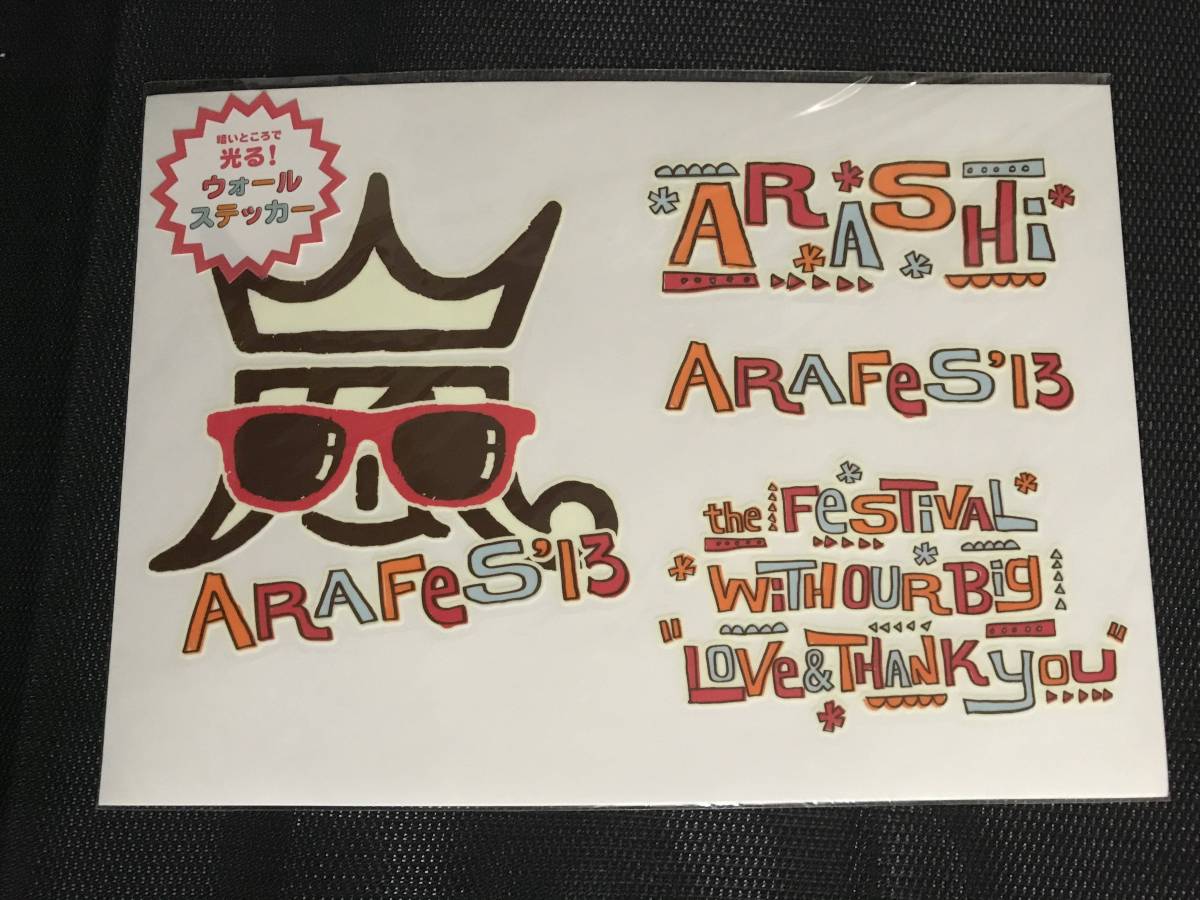 暗いところで
光る!
ウォール
ステッカー
ARAFeS'13
ARASHi
ARAFeS'13
the FeSTiVAL
WiTH OUR Big
"LOVe & THANK you"